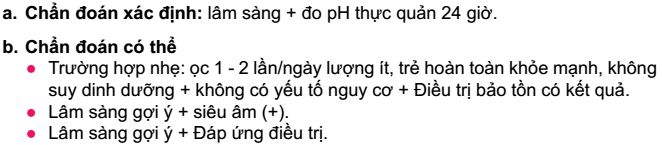 a. Chẩn đoán xác định: lâm sàng + đo pH thực quản 24 giờ.
b. Chẩn đoán có thể
● Trường hợp nhẹ: ọc 1 - 2 lần/ngày lượng ít, trẻ hoàn toàn khỏe mạnh, không
suy dinh dưỡng + không có yếu tố nguy cơ + Điều trị bảo tồn có kết quả.
● Lâm sàng gợi ý + siêu âm (+).
● Lâm sàng gợi ý + Đáp ứng điều trị.